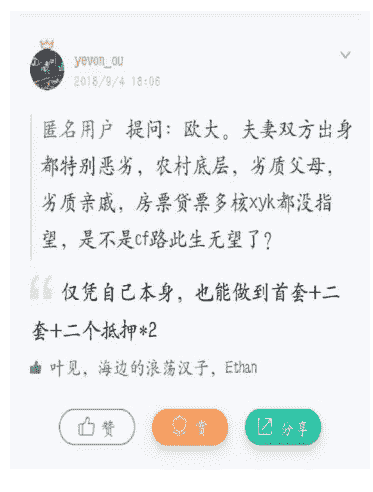 yevon_ou
2018/9/4 16:06
匿名用户 提问：欧大。夫妻双方出身
都特别恶劣，农村底层，劣质父母，
劣质亲戚，房票贷票多核xyk都没指
望，是不是cf路此生无望了？
仅凭自己本身，也能做到首套+二
套+二个抵押*2
叶见，海边的浪荡汉子，Ethan
赞
赏
分享